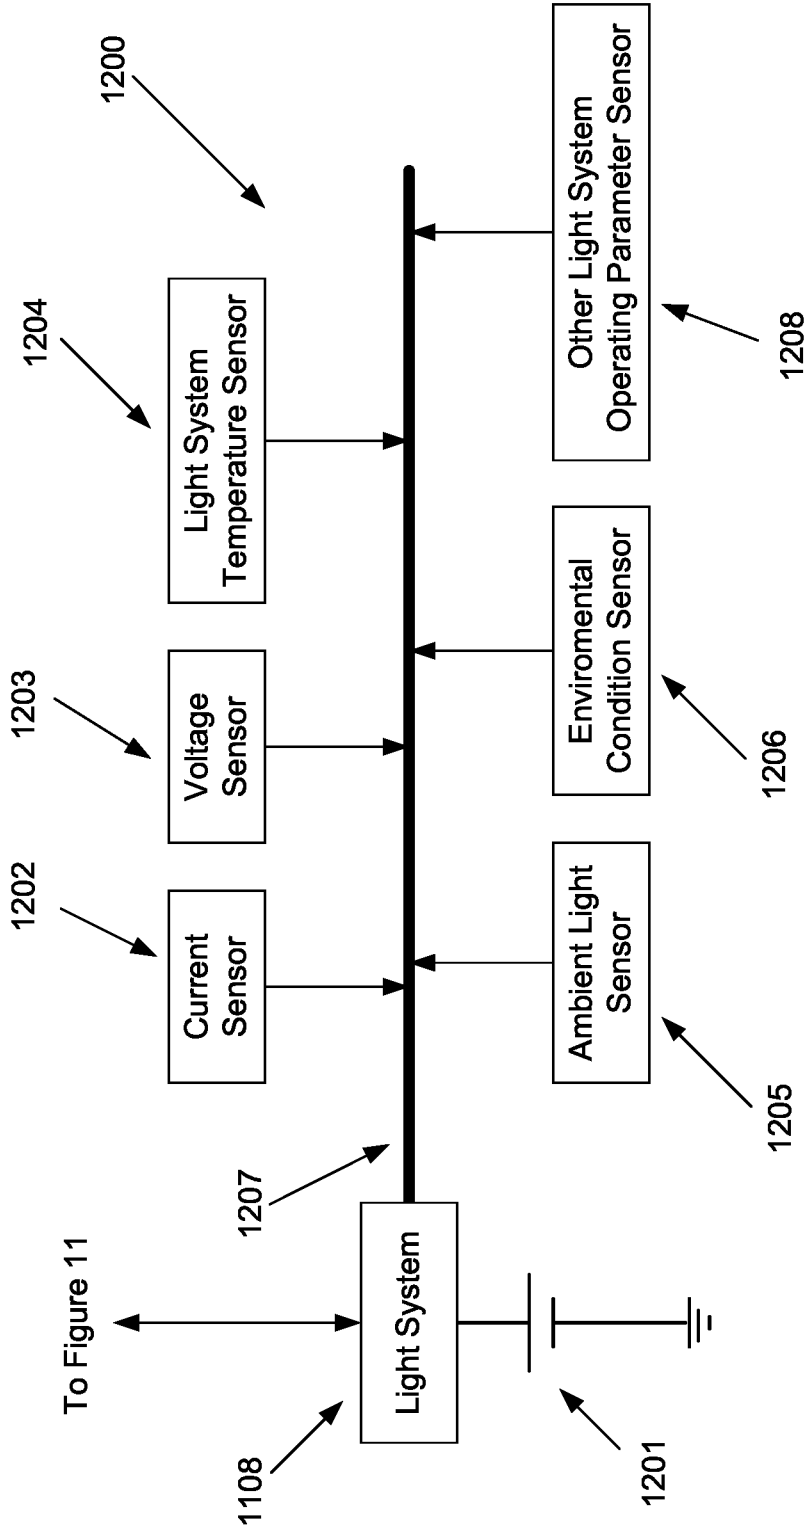 1200
1204
1203
1202
Light System
Temperature Sensor
Voltage
Sensor
Current
Sensor
To Figure 11
1207
Light System
1108
1201
Ambient Light
Sensor
Enviromental
Condition Sensor
Other Light System
Operating Parameter Sensor
1205
1206
1208